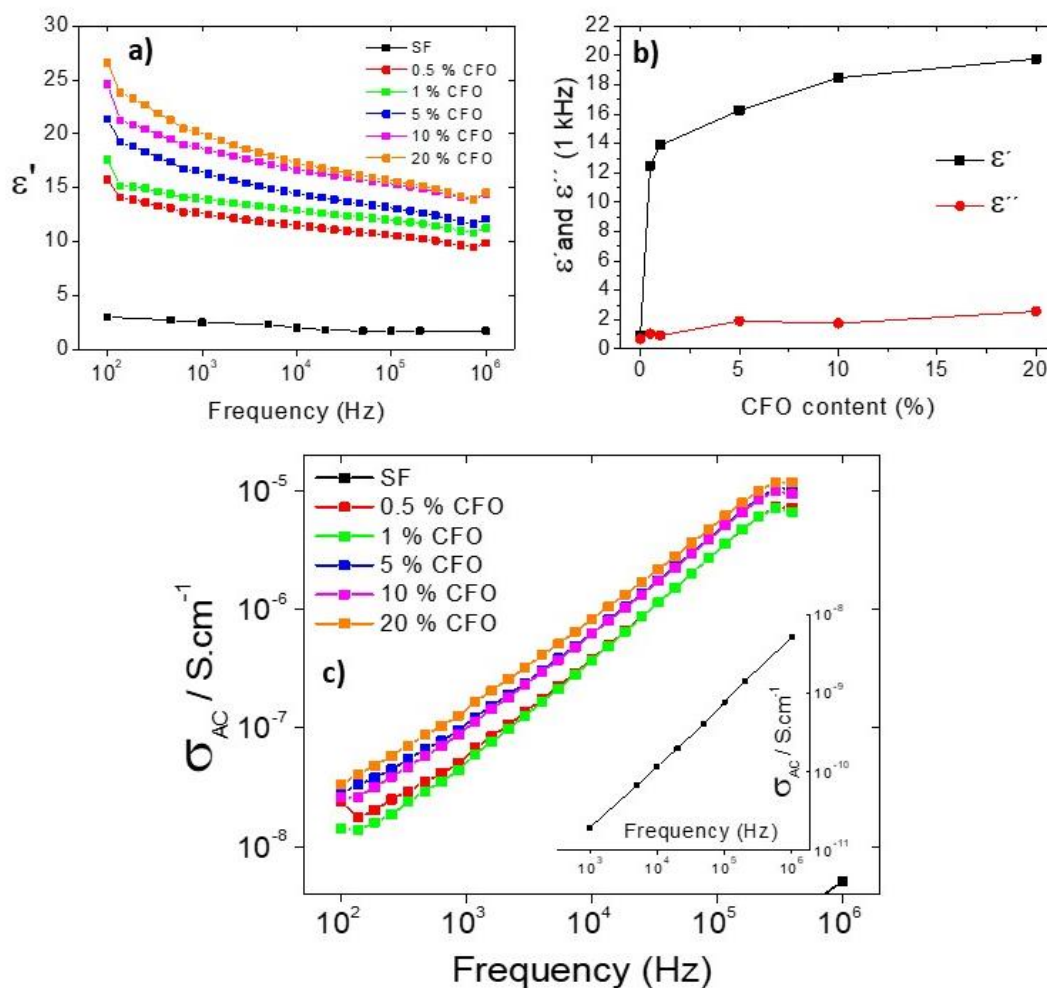 a)
ε'
30
25
20
15
10
5
0
SF
0.5 % CFO
1 % CFO
5 % CFO
10 % CFO
20 % CFO
10² 10³ 10⁴ 10⁵ 10⁶
Frequency (Hz)
b)
ε´and ε´´ (1 kHz)
22
20
18
16
14
12
10
8
6
4
2
0
ε´
ε´´
0 5 10 15 20
CFO content (%)
c)
σAC / S.cm⁻¹
10⁻⁵
10⁻⁶
10⁻⁷
10⁻⁸
SF
0.5 % CFO
1 % CFO
5 % CFO
10 % CFO
20 % CFO
10⁻⁸
10⁻⁹
10⁻¹⁰
10⁻¹¹
σAC / S.cm⁻¹
Frequency (Hz)
10³ 10⁴ 10⁵ 10⁶
10² 10³ 10⁴ 10⁵ 10⁶
Frequency (Hz)